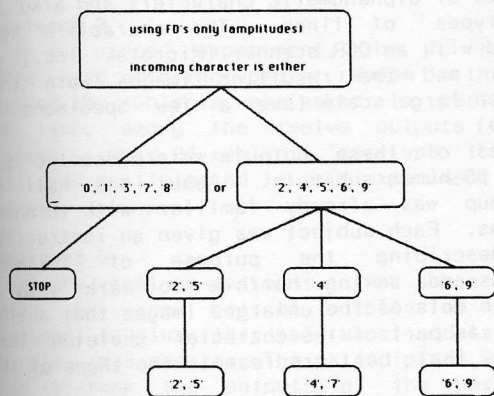 using FD's only (amplitudes)
incoming character is either
'0', '1', '3', '7', '8' or '2', '4', '5', '6', '9'
STOP '2', '5' '4' '6', '9'
'2', '5' '4', '7' '6', '9'